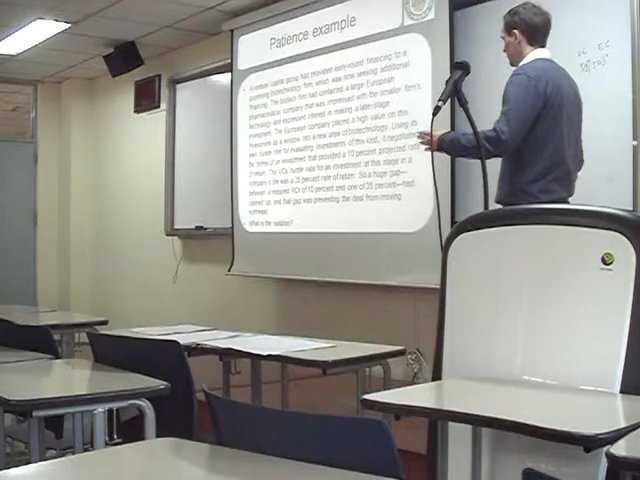 Patience example
• A venture capital group had provided early-round financing to a
promising biotechnology firm, which was now seeking additional
financing. The biotech firm had contacted a large European
pharmaceutical company that was impressed with the smaller firm's
technology and expressed interest in making a later-stage
investment. The European company placed a high value on this
investment as a window into a new area of biotechnology. Using its
own hurdle rate for evaluating investments of this kind, it negotiated
the terms of an investment that provided a 10 percent projected rate
of return. The VCs hurdle rate for an investment at this stage in a
company's life was a 35 percent rate of return. So a huge gap—
between a required ROI of 10 percent and one of 35 percent—had
opened up, and that gap was preventing the deal from moving
forward.
• What is the solution?